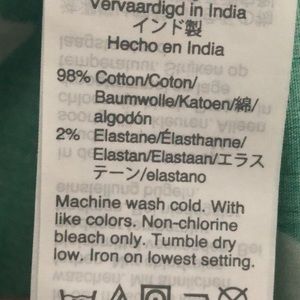 Vervaardigd in India
インド製
Hecho en India
98% Cotton/Coton/
Baumwolle/Katoen/綿/
algodón
2% Elastane/Élasthanne/
Elastan/Elastaan/エラス
テーン/elastano
Machine wash cold. With
like colors. Non-chlorine
bleach only. Tumble dry
low. Iron on lowest setting.